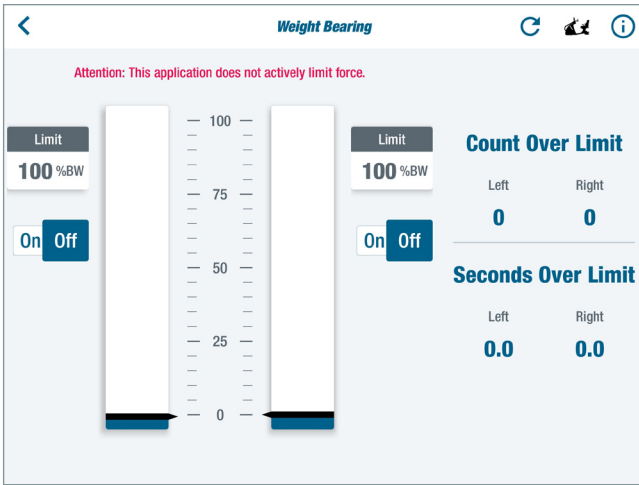 Weight Bearing
Attention: This application does not actively limit force.
Limit
100 %BW
On Off
100
75
50
25
0
Limit
100 %BW
On Off
Count Over Limit
Left Right
0 0
Seconds Over Limit
Left Right
0.0 0.0